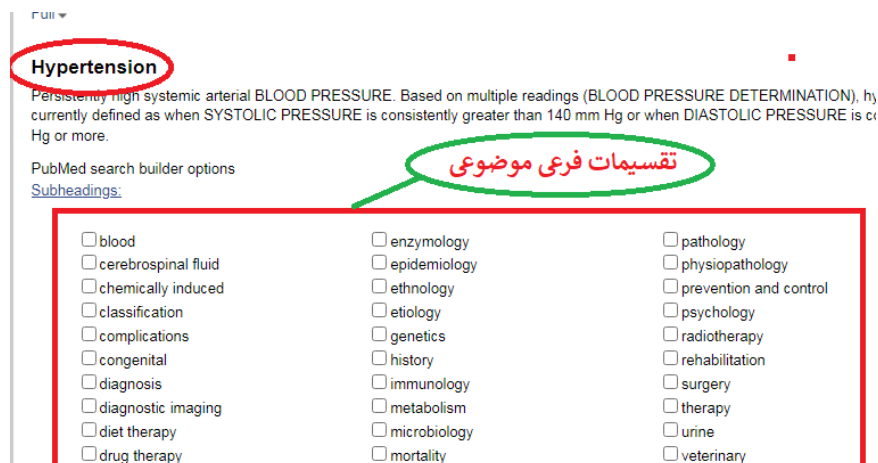 Full
Hypertension
Persistently high systemic arterial BLOOD PRESSURE. Based on multiple readings (BLOOD PRESSURE DETERMINATION), hy
currently defined as when SYSTOLIC PRESSURE is consistently greater than 140 mm Hg or when DIASTOLIC PRESSURE is co
Hg or more.
تقسیمات فرعی موضوعی
PubMed search builder options
Subheadings:
blood enzymology pathology
cerebrospinal fluid epidemiology physiopathology
chemically induced ethnology prevention and control
classification etiology psychology
complications genetics radiotherapy
congenital history rehabilitation
diagnosis immunology surgery
diagnostic imaging metabolism therapy
diet therapy microbiology urine
drug therapy mortality veterinary